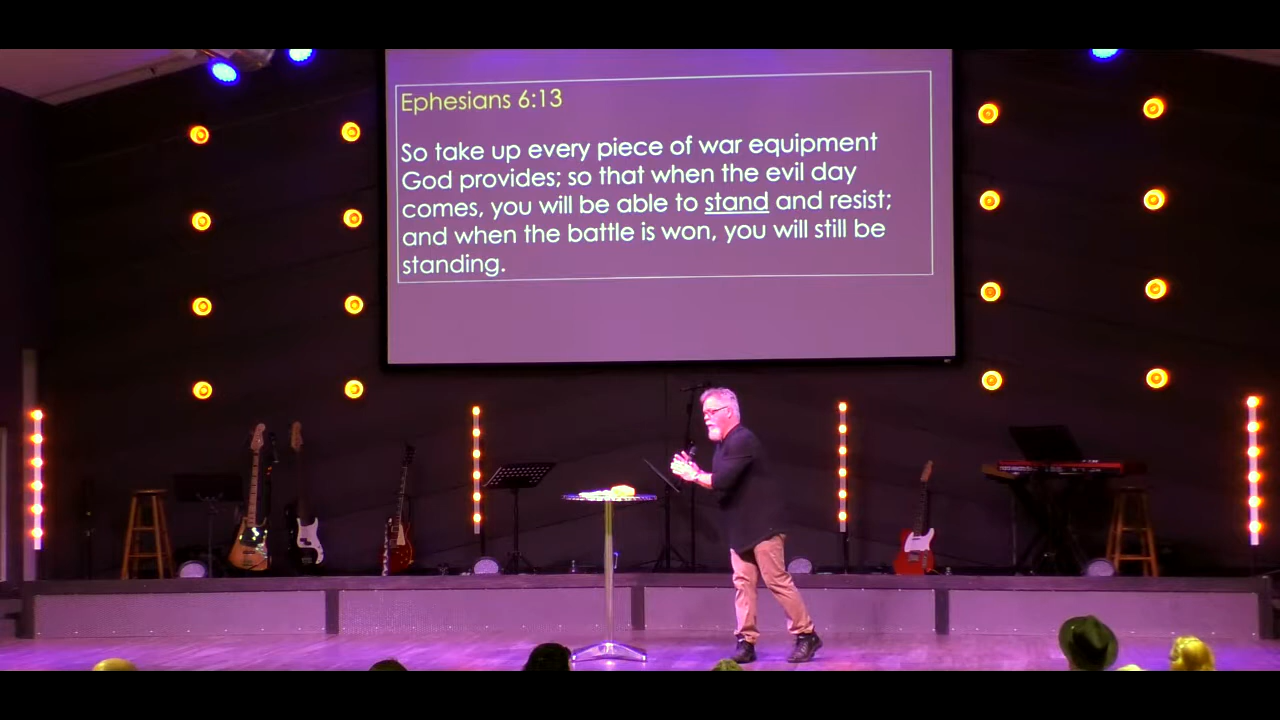 Ephesians 6:13
So take up every piece of war equipment
God provides; so that when the evil day
comes, you will be able to stand and resist;
and when the battle is won, you will still be
standing.